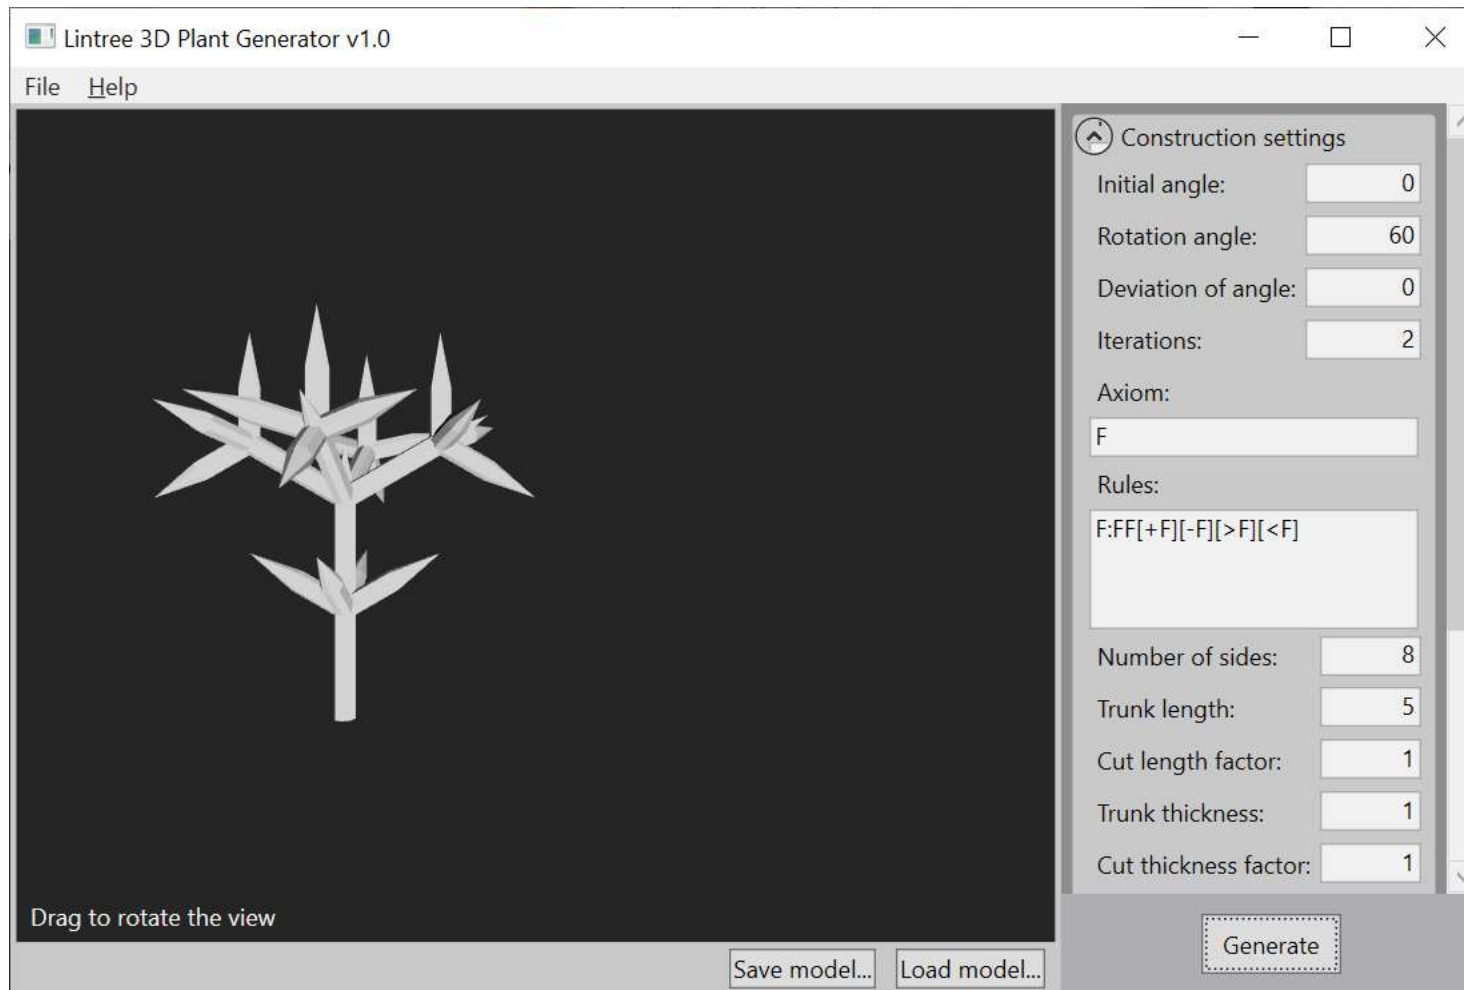 Lintree 3D Plant Generator v1.0
File Help
Construction settings
Initial angle: 0
Rotation angle: 60
Deviation of angle: 0
Iterations: 2
Axiom:
F
Rules:
F:FF[+F][-F][>F][<F]
Number of sides: 8
Trunk length: 5
Cut length factor: 1
Trunk thickness: 1
Cut thickness factor: 1
Drag to rotate the view
Generate
Save model... Load model...